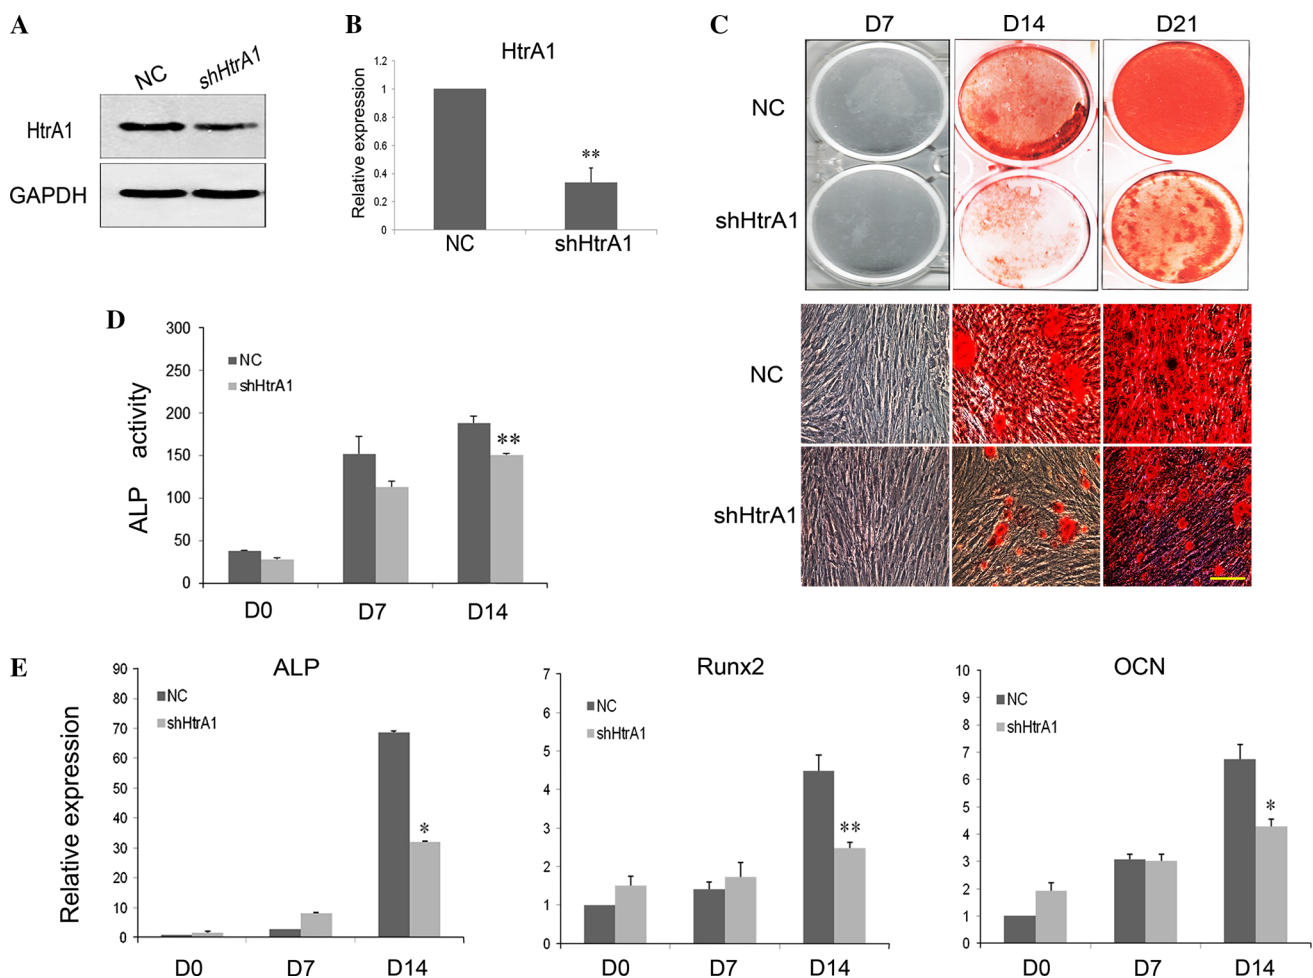 A
NC shHtrA1
HtrA1
GAPDH
B
HtrA1
Relative expression
1.2
1
0.8
0.6
0.4
0.2
0
**
NC shHtrA1
C
D7 D14 D21
NC
shHtrA1
NC
shHtrA1
D
ALP activity
300
250
200
150
100
50
0
NC
shHtrA1
**
D0 D7 D14
E
Relative expression
ALP
90
80
70
60
50
40
30
20
10
0
NC
shHtrA1
*
D0 D7 D14
Runx2
7
6
5
4
3
2
1
0
NC
shHtrA1
**
D0 D7 D14
OCN
10
9
8
7
6
5
4
3
2
1
0
NC
shHtrA1
*
D0 D7 D14